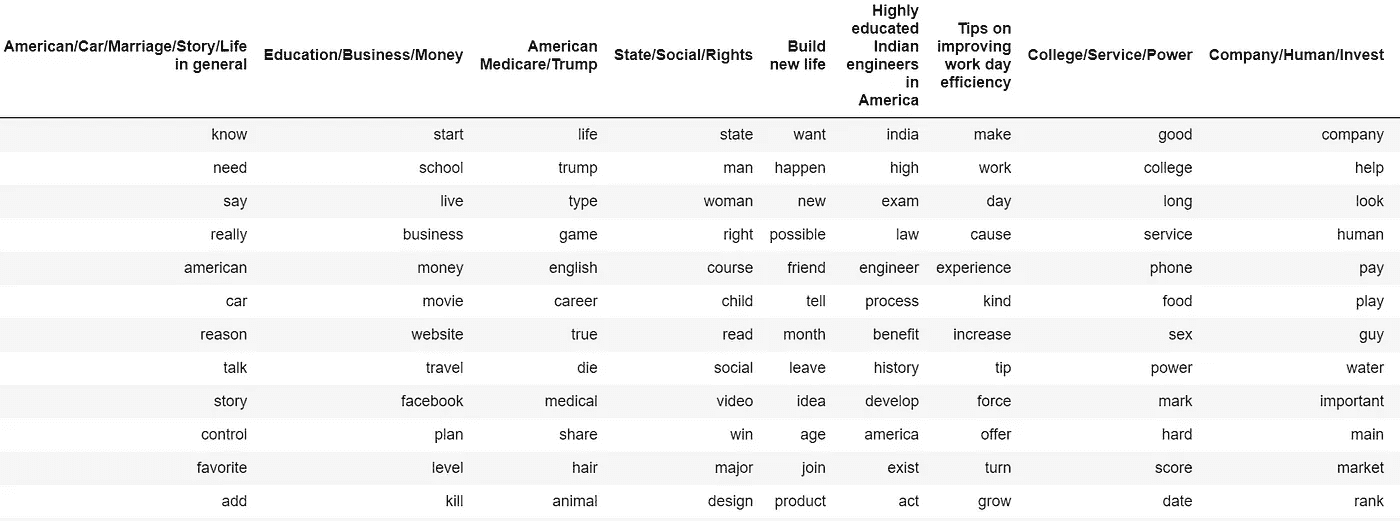 American/Car/Marriage/Story/Life in general Education/Business/Money American Medicare/Trump State/Social/Rights Build new life Highly educated Indian engineers in America Tips on improving work day efficiency College/Service/Power Company/Human/Invest
know start life state want india make good company
need school trump man happen high work college help
say live type woman new exam day long look
really business game right possible law cause service human
american money english course friend engineer experience phone pay
car movie career child tell process kind food play
reason website true read month benefit increase sex guy
talk travel die social leave history tip power water
story facebook medical video idea develop force mark important
control plan share win age america offer hard main
favorite level hair major join exist turn score market
add kill animal design product act grow date rank